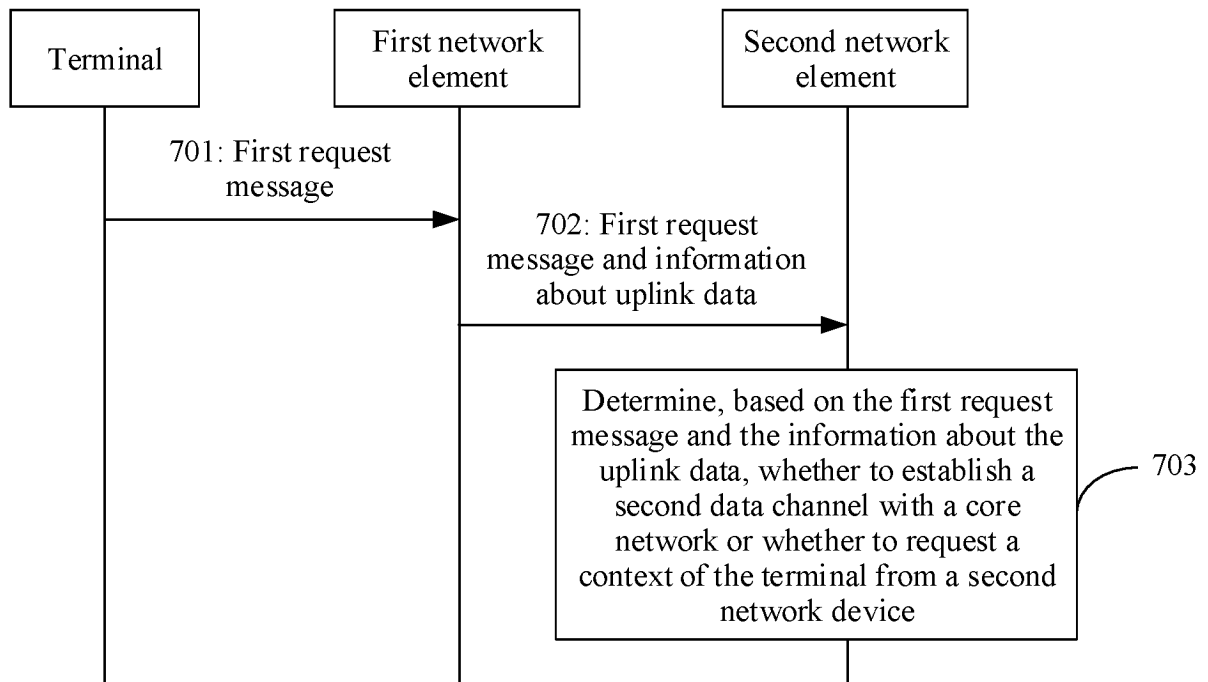 Terminal
First network
element
Second network
element
701: First request
message
702: First request
message and information
about uplink data
Determine, based on the first request
message and the information about the
uplink data, whether to establish a
second data channel with a core
network or whether to request a
context of the terminal from a second
network device
703